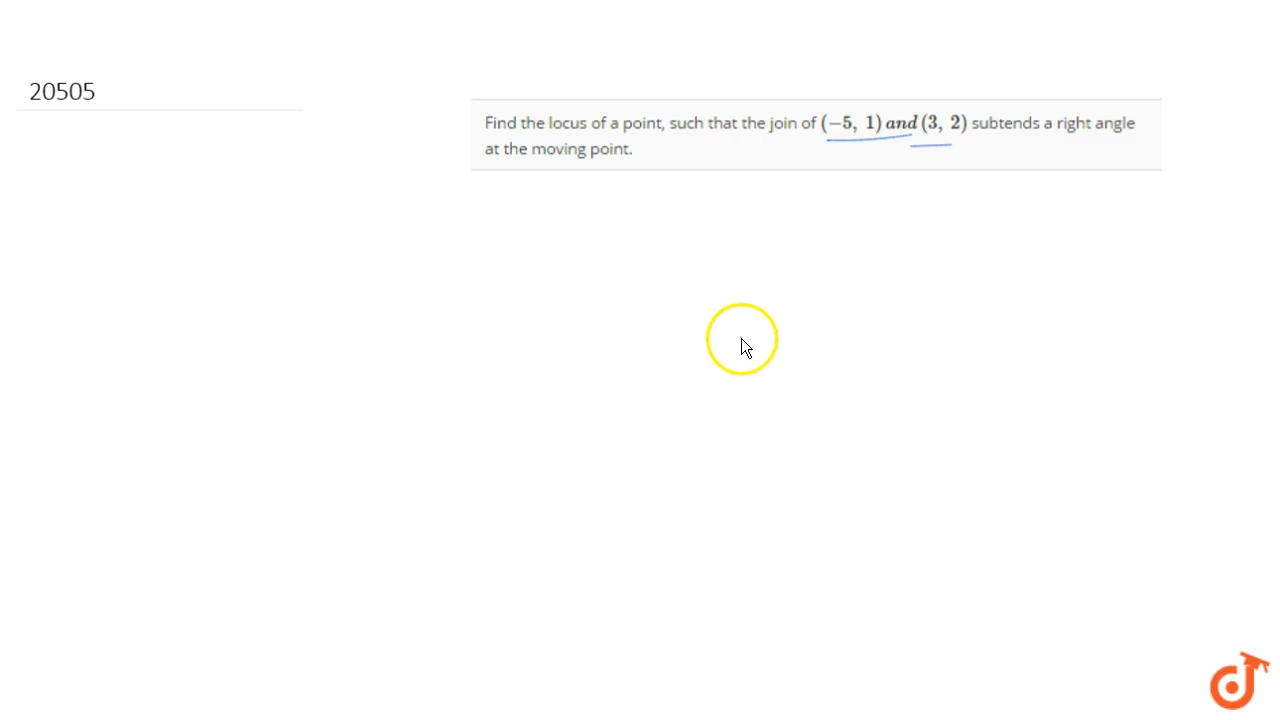 20505
Find the locus of a point, such that the join of (−5, 1) and (3, 2) subtends a right angle
at the moving point.